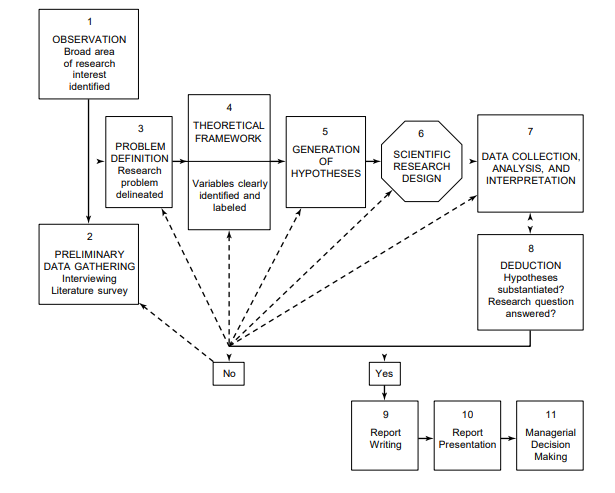 1
OBSERVATION
Broad area
of research
interest
identified
2
PRELIMINARY
DATA GATHERING
Interviewing
Literature survey
3
PROBLEM
DEFINITION
Research
problem
delineated
4
THEORETICAL
FRAMEWORK
Variables clearly
identified and
labeled
5
GENERATION
OF
HYPOTHESES
6
SCIENTIFIC
RESEARCH
DESIGN
7
DATA COLLECTION,
ANALYSIS, AND
INTERPRETATION
8
DEDUCTION
Hypotheses
substantiated?
Research question
answered?
No
Yes
9
Report
Writing
10
Report
Presentation
11
Managerial
Decision
Making